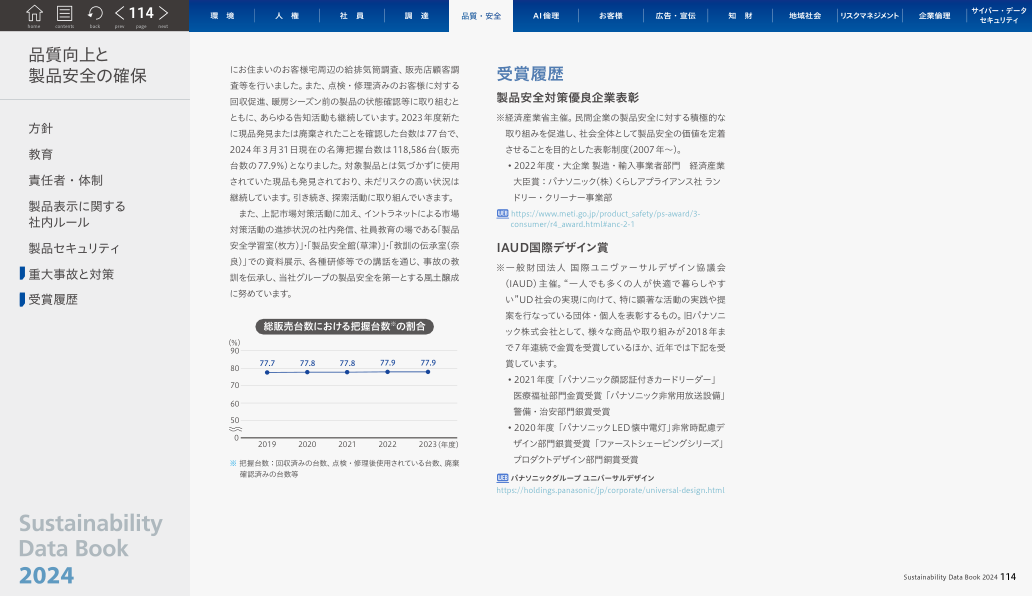 home contents back prev 114 page next
環 境
人 権
社 員
調 達
品質・安全
AI倫理
お客様
広告・宣伝
知 財
地域社会
リスクマネジメント
企業倫理
サイバー・データ
セキュリティ
品質向上と
製品安全の確保
方針
教育
責任者・体制
製品表示に関する
社内ルール
製品セキュリティ
重大事故と対策
受賞履歴
Sustainability
Data Book
2024
にお住まいのお客様宅周辺の給排気筒調査、販売店顧客調
査等を行いました。また、点検・修理済みのお客様に対する
回収促進、暖房シーズン前の製品の状態確認等に取り組むと
ともに、あらゆる告知活動も継続しています。2023年度新た
に現品発見または廃棄されたことを確認した台数は77台で、
2024年3月31日現在の名簿把握台数は118,586台(販売
台数の77.9%)となりました。対象製品とは気づかずに使用
されていた現品も発見されており、未だリスクの高い状況は
継続しています。引き続き、探索活動に取り組んでいきます。
また、上記市場対策活動に加え、イントラネットによる市場
対策活動の進捗状況の社内発信、社員教育の場である「製品
安全学習室(枚方)」・「製品安全館(草津)」・「教訓の伝承室(奈
良)」での資料展示、各種研修等での講話を通じ、事故の教
訓を伝承し、当社グループの製品安全を第一とする風土醸成
に努めています。
総販売台数における把握台数※の割合
(%)
90
80
70
60
50
0
77.7 77.8 77.8 77.9 77.9
2019 2020 2021 2022 2023 (年度)
※ 把握台数：回収済みの台数、点検・修理後使用されている台数、廃棄
確認済みの台数等
受賞履歴
製品安全対策優良企業表彰
※経済産業省主催。民間企業の製品安全に対する積極的な
取り組みを促進し、社会全体として製品安全の価値を定着
させることを目的とした表彰制度(2007年～)。
・2022年度・大企業 製造・輸入事業者部門　経済産業
大臣賞：パナソニック(株) くらしアプライアンス社 ラン
ドリー・クリーナー事業部
https://www.meti.go.jp/product_safety/ps-award/3-
consumer/r4_award.html#anc-2-1
IAUD国際デザイン賞
※一般財団法人 国際ユニヴァーサルデザイン協議会
(IAUD)主催。“一人でも多くの人が快適で暮らしやす
い”UD社会の実現に向けて、特に顕著な活動の実践や提
案を行なっている団体・個人を表彰するもの。旧パナソニ
ック株式会社として、様々な商品や取り組みが2018年ま
で7年連続で金賞を受賞しているほか、近年では下記を受
賞しています。
・2021年度 「パナソニック顔認証付きカードリーダー」
医療福祉部門金賞受賞 「パナソニック非常用放送設備」
警備・治安部門銀賞受賞
・2020年度 「パナソニックLED懐中電灯」非常時配慮デ
ザイン部門銀賞受賞 「ファーストシェービングシリーズ」
プロダクトデザイン部門銅賞受賞
パナソニックグループ ユニバーサルデザイン
https://holdings.panasonic/jp/corporate/universal-design.html
Sustainability Data Book 2024 114